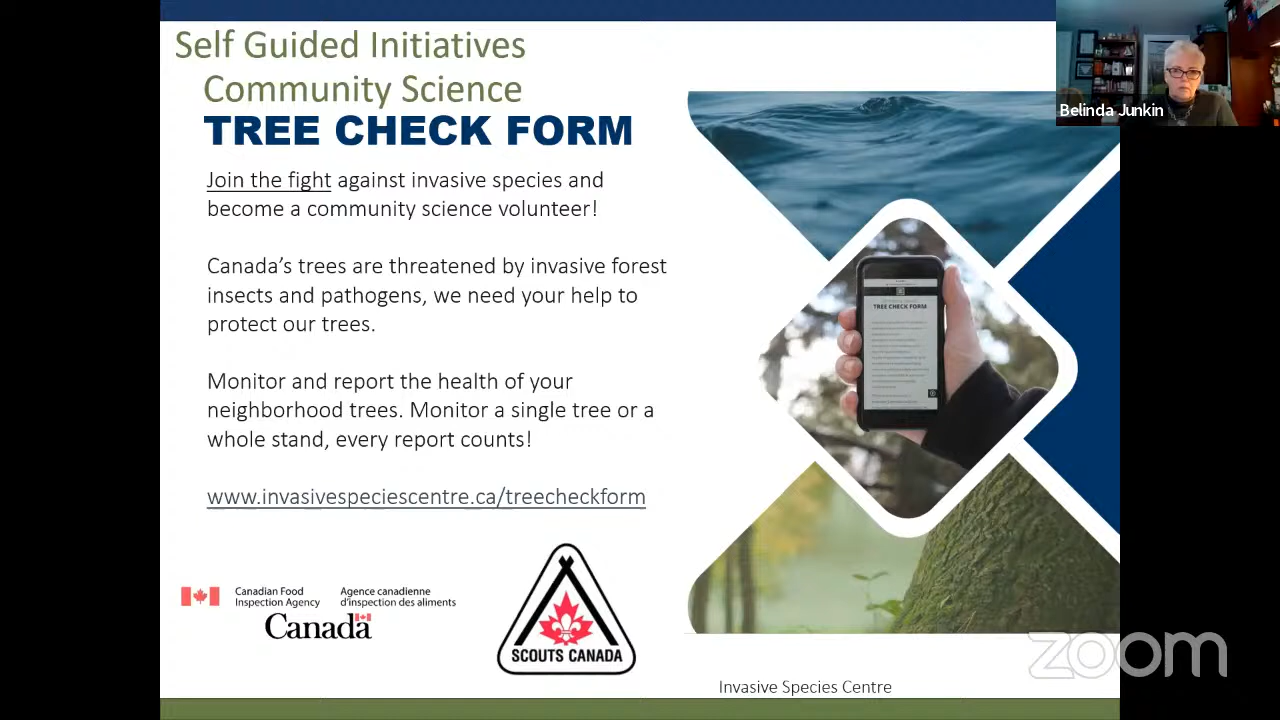 Self Guided Initiatives
Community Science
TREE CHECK FORM
Join the fight against invasive species and
become a community science volunteer!
Canada's trees are threatened by invasive forest
insects and pathogens, we need your help to
protect our trees.
Monitor and report the health of your
neighborhood trees. Monitor a single tree or a
whole stand, every report counts!
www.invasivespeciescentre.ca/treecheckform
Canadian Food
Inspection Agency
Agence canadienne
d'inspection des aliments
Canada
SCOUTS CANADA
Belinda Junkin
TREE CHECK FORM
zoom
Invasive Species Centre